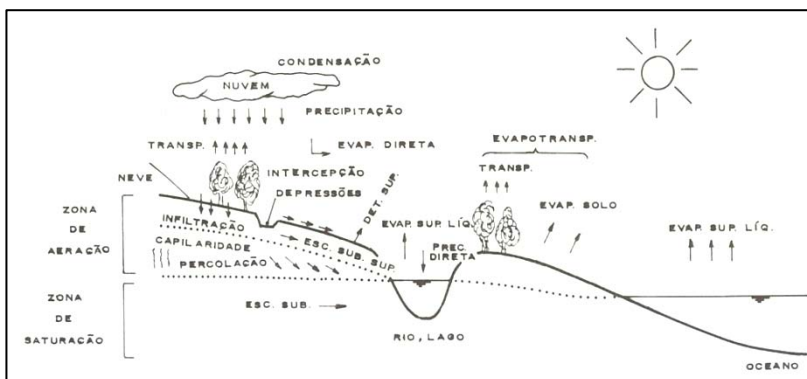 CONDENSAÇÃO
NUVEM
PRECIPITAÇÃO
TRANSP.
EVAP. DIRETA
EVAPOTRANSP.
NEVE
INTERCEPÇÃO
DEPRESSÕES
DET. SUP.
TRANSP.
EVAP. SOLO
ZONA
DE
AERAÇÃO
INFILTRAÇÃO
CAPILARIDADE
PERCOLAÇÃO
ESC. SUB. SUP.
EVAP. SUP. LÍQ.
PREC.
DIRETA
EVAP. SUP. LÍQ.
ZONA
DE
SATURAÇÃO
ESC. SUB.
RIO, LAGO
OCEANO